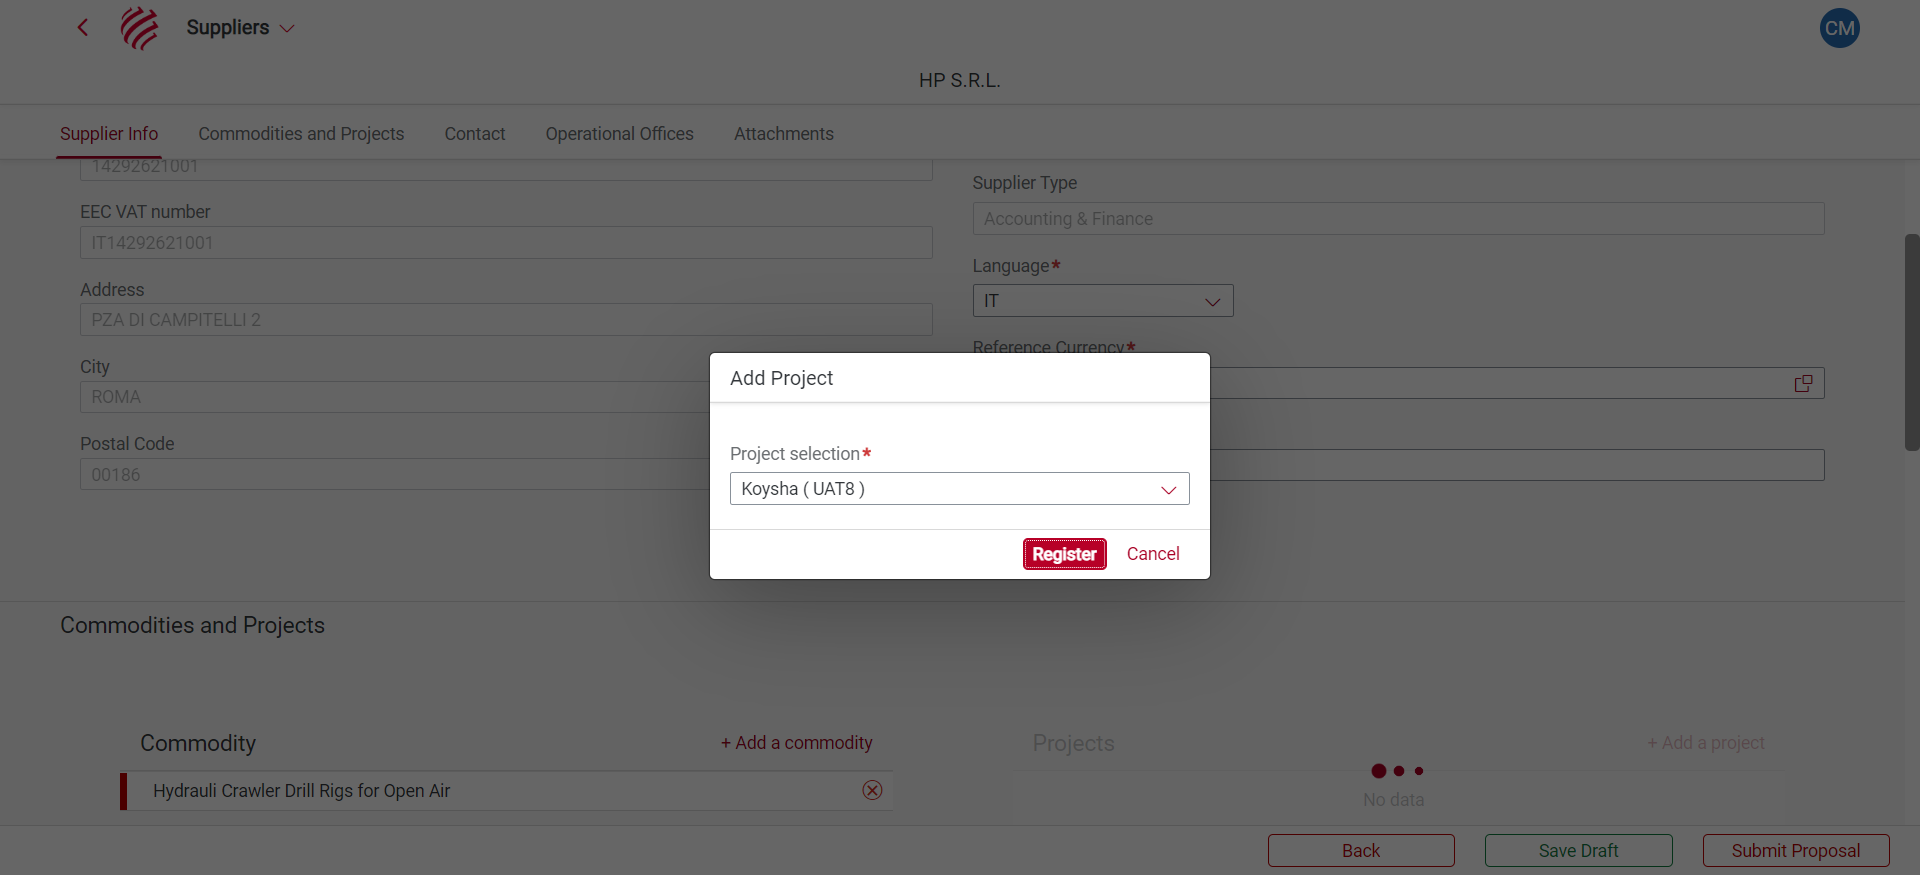 Suppliers
CM
HP S.R.L.
Supplier Info
Commodities and Projects
Contact
Operational Offices
Attachments
14292621001
EEC VAT number
IT14292621001
Address
PZA DI CAMPITELLI 2
City
ROMA
Postal Code
00186
Supplier Type
Accounting & Finance
Language*
IT
Reference Currency*
Add Project
Project selection*
Koysha ( UAT8 )
Register
Cancel
Commodities and Projects
Commodity
+ Add a commodity
Hydrauli Crawler Drill Rigs for Open Air
Projects
+ Add a project
No data
Back
Save Draft
Submit Proposal